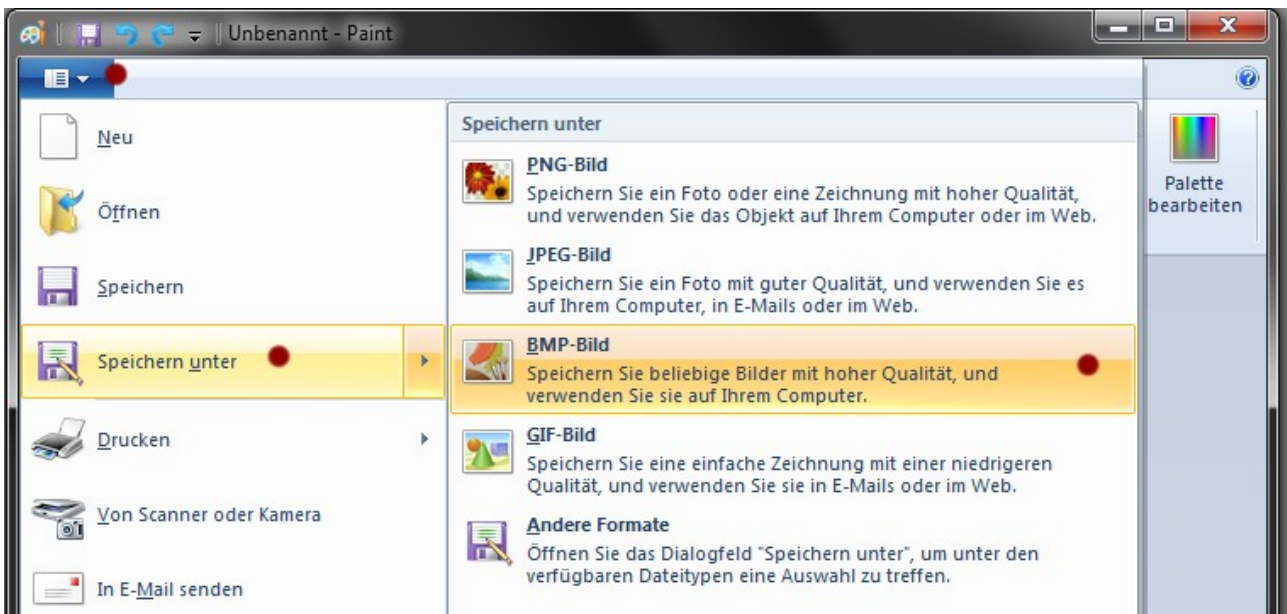 Unbenannt - Paint
Neu
Öffnen
Speichern
Speichern unter
Drucken
Von Scanner oder Kamera
In E-Mail senden
Speichern unter
PNG-Bild
Speichern Sie ein Foto oder eine Zeichnung mit hoher Qualität,
und verwenden Sie das Objekt auf Ihrem Computer oder im Web.
JPEG-Bild
Speichern Sie ein Foto mit guter Qualität, und verwenden Sie es
auf Ihrem Computer, in E-Mails oder im Web.
BMP-Bild
Speichern Sie beliebige Bilder mit hoher Qualität, und
verwenden Sie sie auf Ihrem Computer.
GIF-Bild
Speichern Sie eine einfache Zeichnung mit einer niedrigeren
Qualität, und verwenden Sie sie in E-Mails oder im Web.
Andere Formate
Öffnen Sie das Dialogfeld "Speichern unter", um unter den
verfügbaren Dateitypen eine Auswahl zu treffen.
Palette
bearbeiten